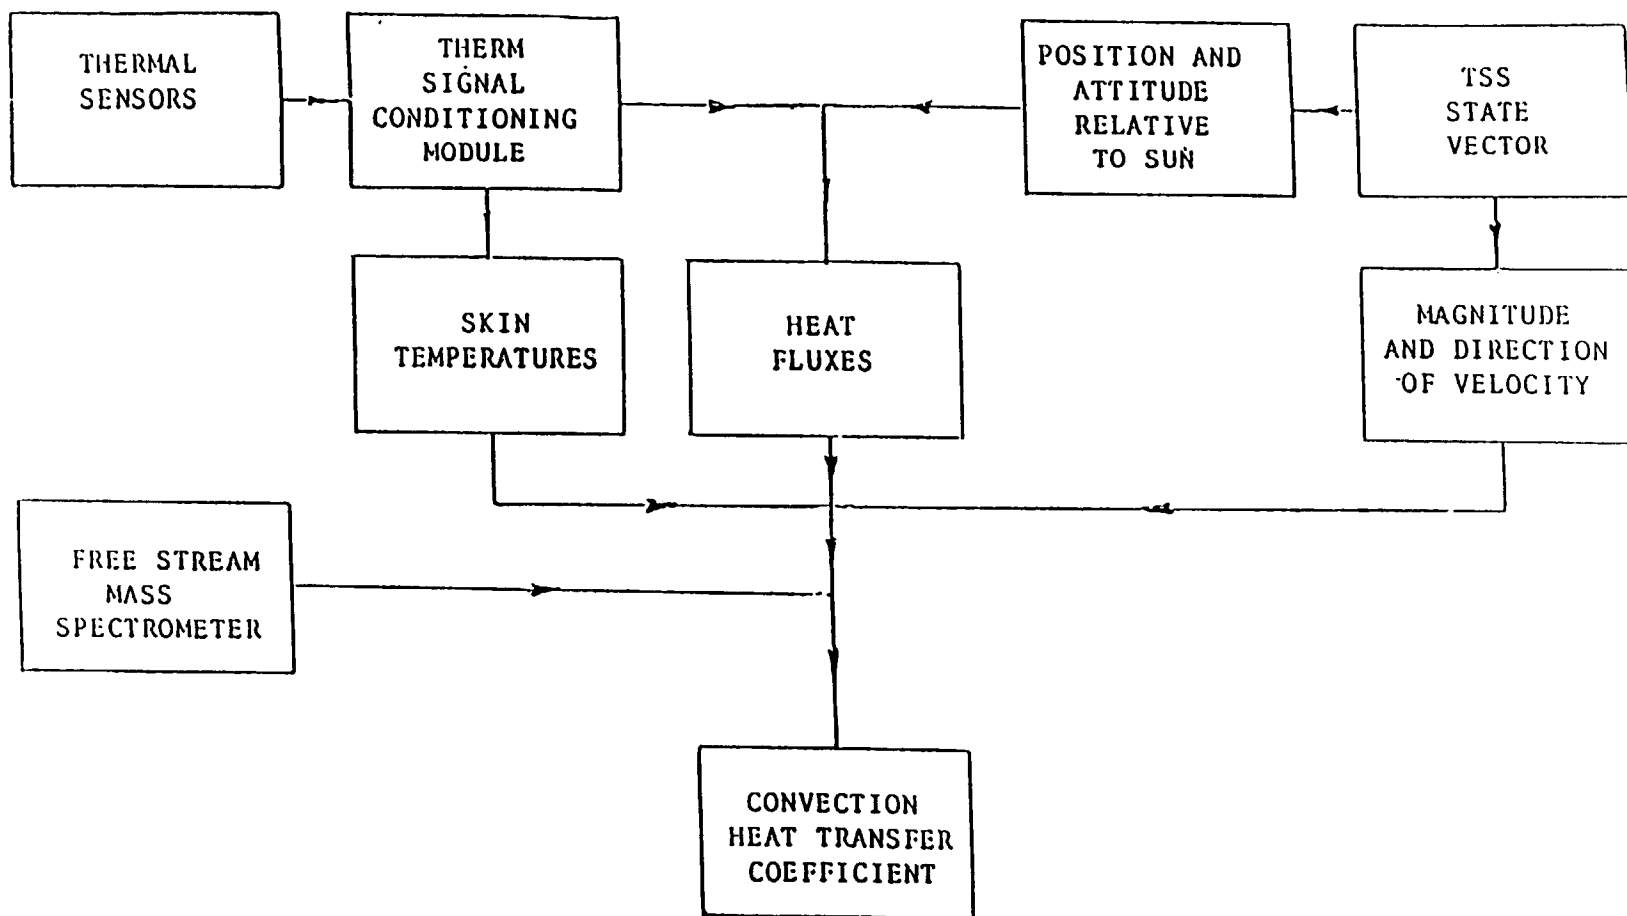 THERMAL
SENSORS
THERM
SIGNAL
CONDITIONING
MODULE
POSITION AND
ATTITUDE
RELATIVE
TO SUN
TSS
STATE
VECTOR
SKIN
TEMPERATURES
HEAT
FLUXES
MAGNITUDE
AND DIRECTION
OF VELOCITY
FREE STREAM
MASS
SPECTROMETER
CONVECTION
HEAT TRANSFER
COEFFICIENT